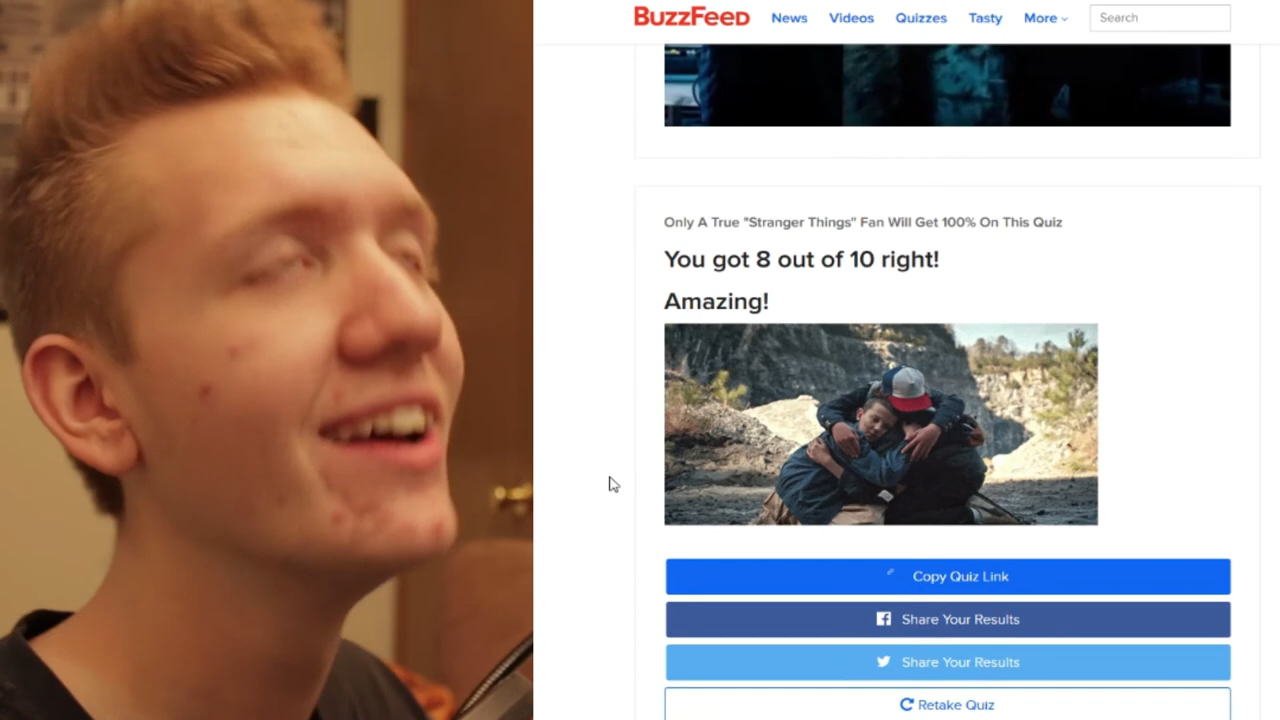 BuzzFeed News Videos Quizzes Tasty More Search
Only A True "Stranger Things" Fan Will Get 100% On This Quiz
You got 8 out of 10 right!
Amazing!
Copy Quiz Link
Share Your Results
Share Your Results
Retake Quiz